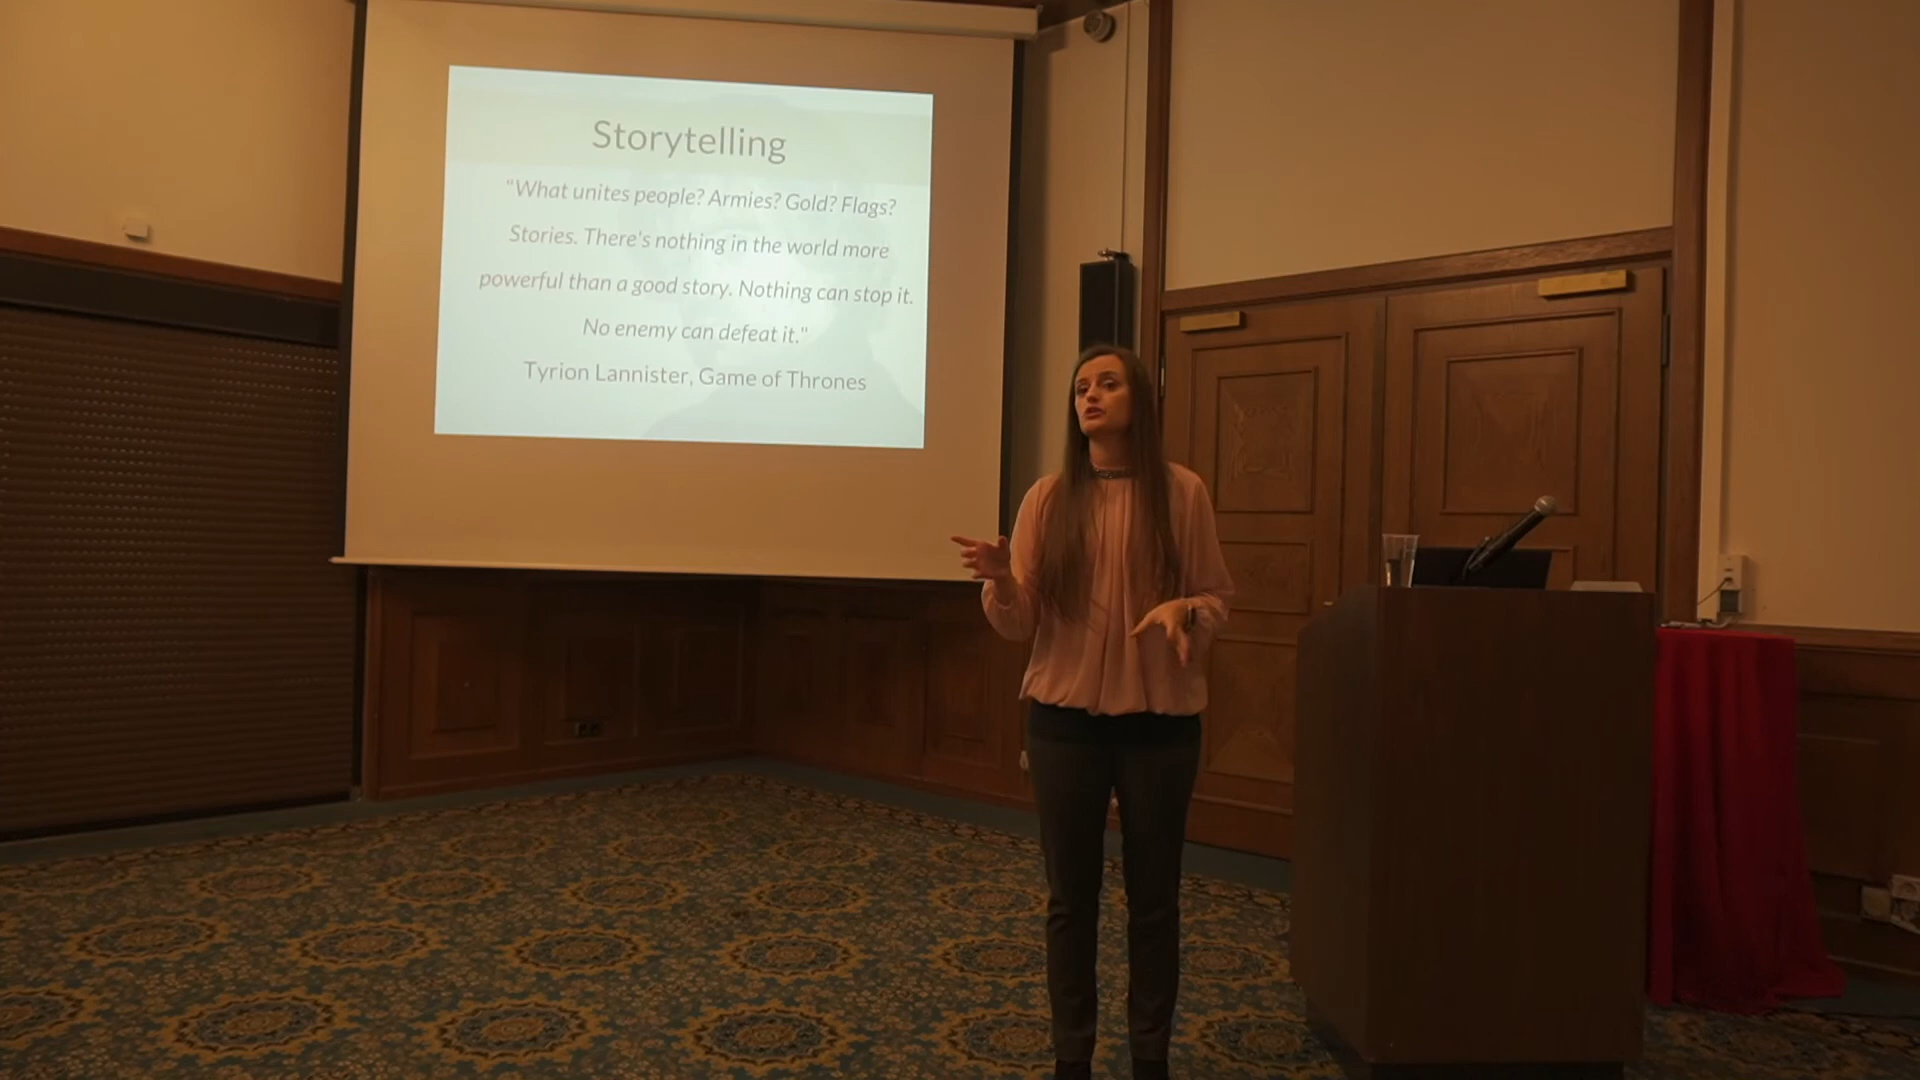 Storytelling
"What unites people? Armies? Gold? Flags?
Stories. There's nothing in the world more
powerful than a good story. Nothing can stop it.
No enemy can defeat it."
Tyrion Lannister, Game of Thrones